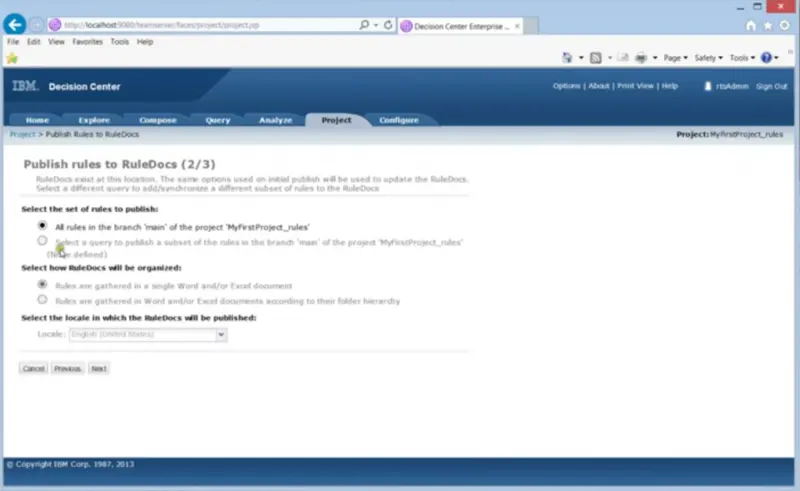 http://localhost:9080/teamserver/faces/project/project.jsp
Decision Center Enterprise ...
File Edit View Favorites Tools Help
Page Safety Tools
IBM. Decision Center
Options | About | Print View | Help rtsAdmin Sign Out
Home Explore Compose Query Analyze Project Configure
Project > Publish Rules to RuleDocs
Project: MyFirstProject_rules
Publish rules to RuleDocs (2/3)
RuleDocs exist at this location. The same options used on initial publish will be used to update the RuleDocs.
Select a different query to add/synchronize a different subset of rules to the RuleDocs
Select the set of rules to publish:
All rules in the branch 'main' of the project 'MyFirstProject_rules'
Select a query to publish a subset of the rules in the branch 'main' of the project 'MyFirstProject_rules'
(None defined)
Select how RuleDocs will be organized:
Rules are gathered in a single Word and/or Excel document
Rules are gathered in Word and/or Excel documents according to their folder hierarchy
Select the locale in which the RuleDocs will be published:
Locale: English (United States)
Cancel Previous Next
© Copyright IBM Corp. 1987, 2013